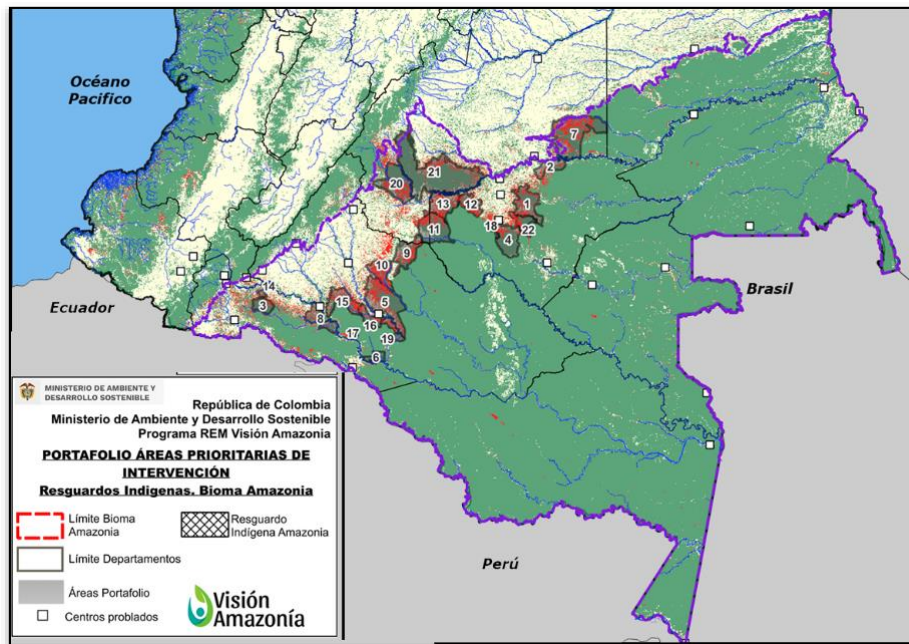 Océano
Pacifico
7
2
20
21
1
13
12
18
22
11
4
9
10
14
3
15
5
8
16
17
19
6
Ecuador
Brasil
Perú
MINISTERIO DE AMBIENTE Y
DESARROLLO SOSTENIBLE
República de Colombia
Ministerio de Ambiente y Desarrollo Sostenible
Programa REM Visión Amazonia
PORTAFOLIO ÁREAS PRIORITARIAS DE
INTERVENCIÓN
Resguardos Indigenas. Bioma Amazonia
Límite Bioma
Amazonia
Resguardo
Indígena Amazonia
Límite Departamentos
Áreas Portafolio
Centros problados
Visión
Amazonía